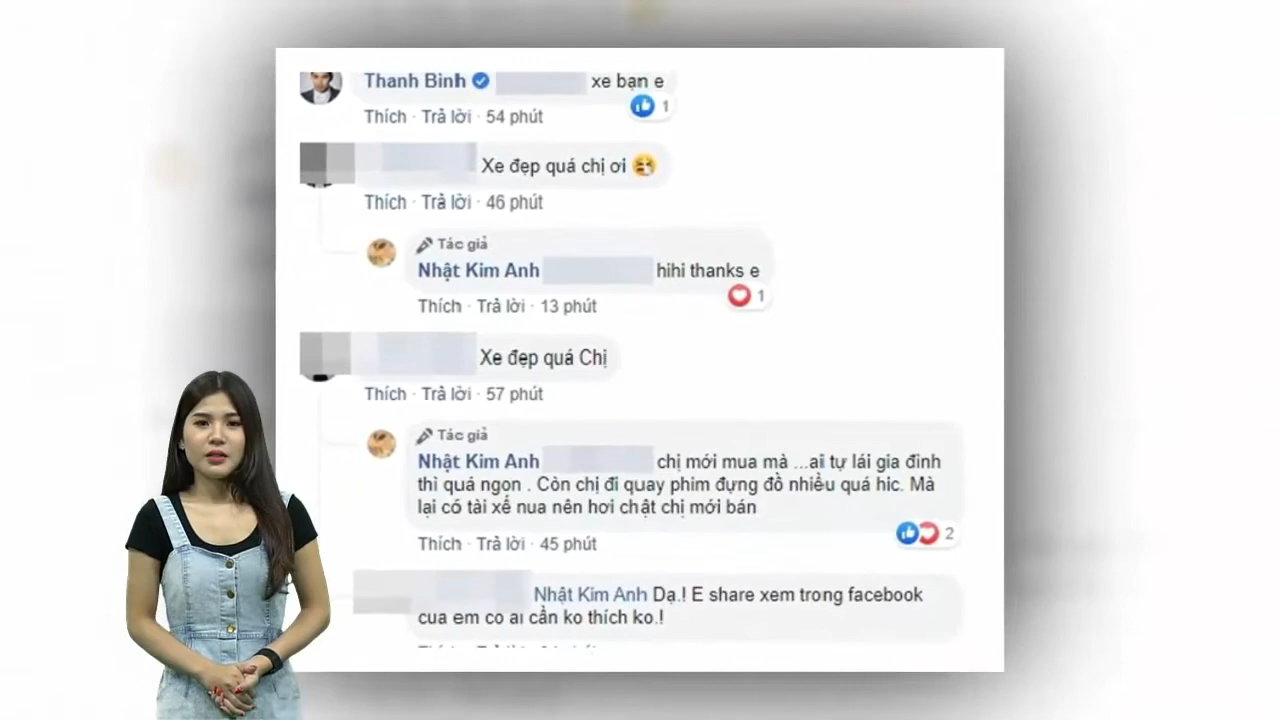 Thanh Bình xe bạn e
1
Thích · Trả lời · 54 phút
Xe đẹp quá chị ơi
Thích · Trả lời · 46 phút
Tác giả
Nhật Kim Anh hihi thanks e
1
Thích · Trả lời · 13 phút
Xe đẹp quá Chị
Thích · Trả lời · 57 phút
Tác giả
Nhật Kim Anh chị mới mua mà ...ai tự lái gia đình
thì quá ngon . Còn chị đi quay phim đựng đồ nhiều quá hic. Mà
lại có tài xế nua nên hơi chật chị mới bán
2
Thích · Trả lời · 45 phút
Nhật Kim Anh Dạ.! E share xem trong facebook
cua em co ai cần ko thích ko.!